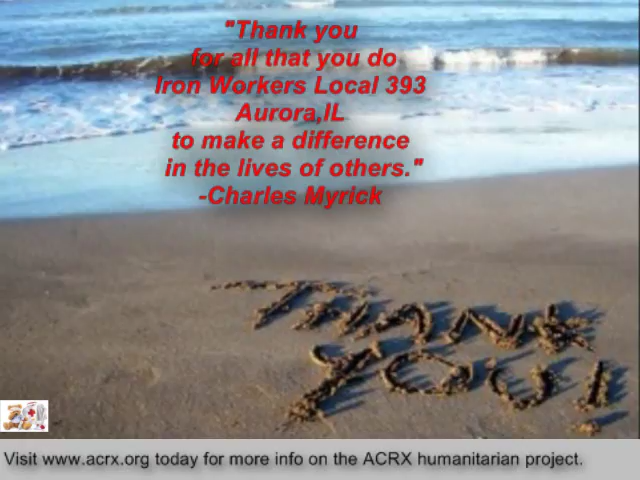 "Thank you
for all that you do
Iron Workers Local 393
Aurora,IL
to make a difference
in the lives of others."
-Charles Myrick
THANK
YOU!
Visit www.acrx.org today for more info on the ACRX humanitarian project.